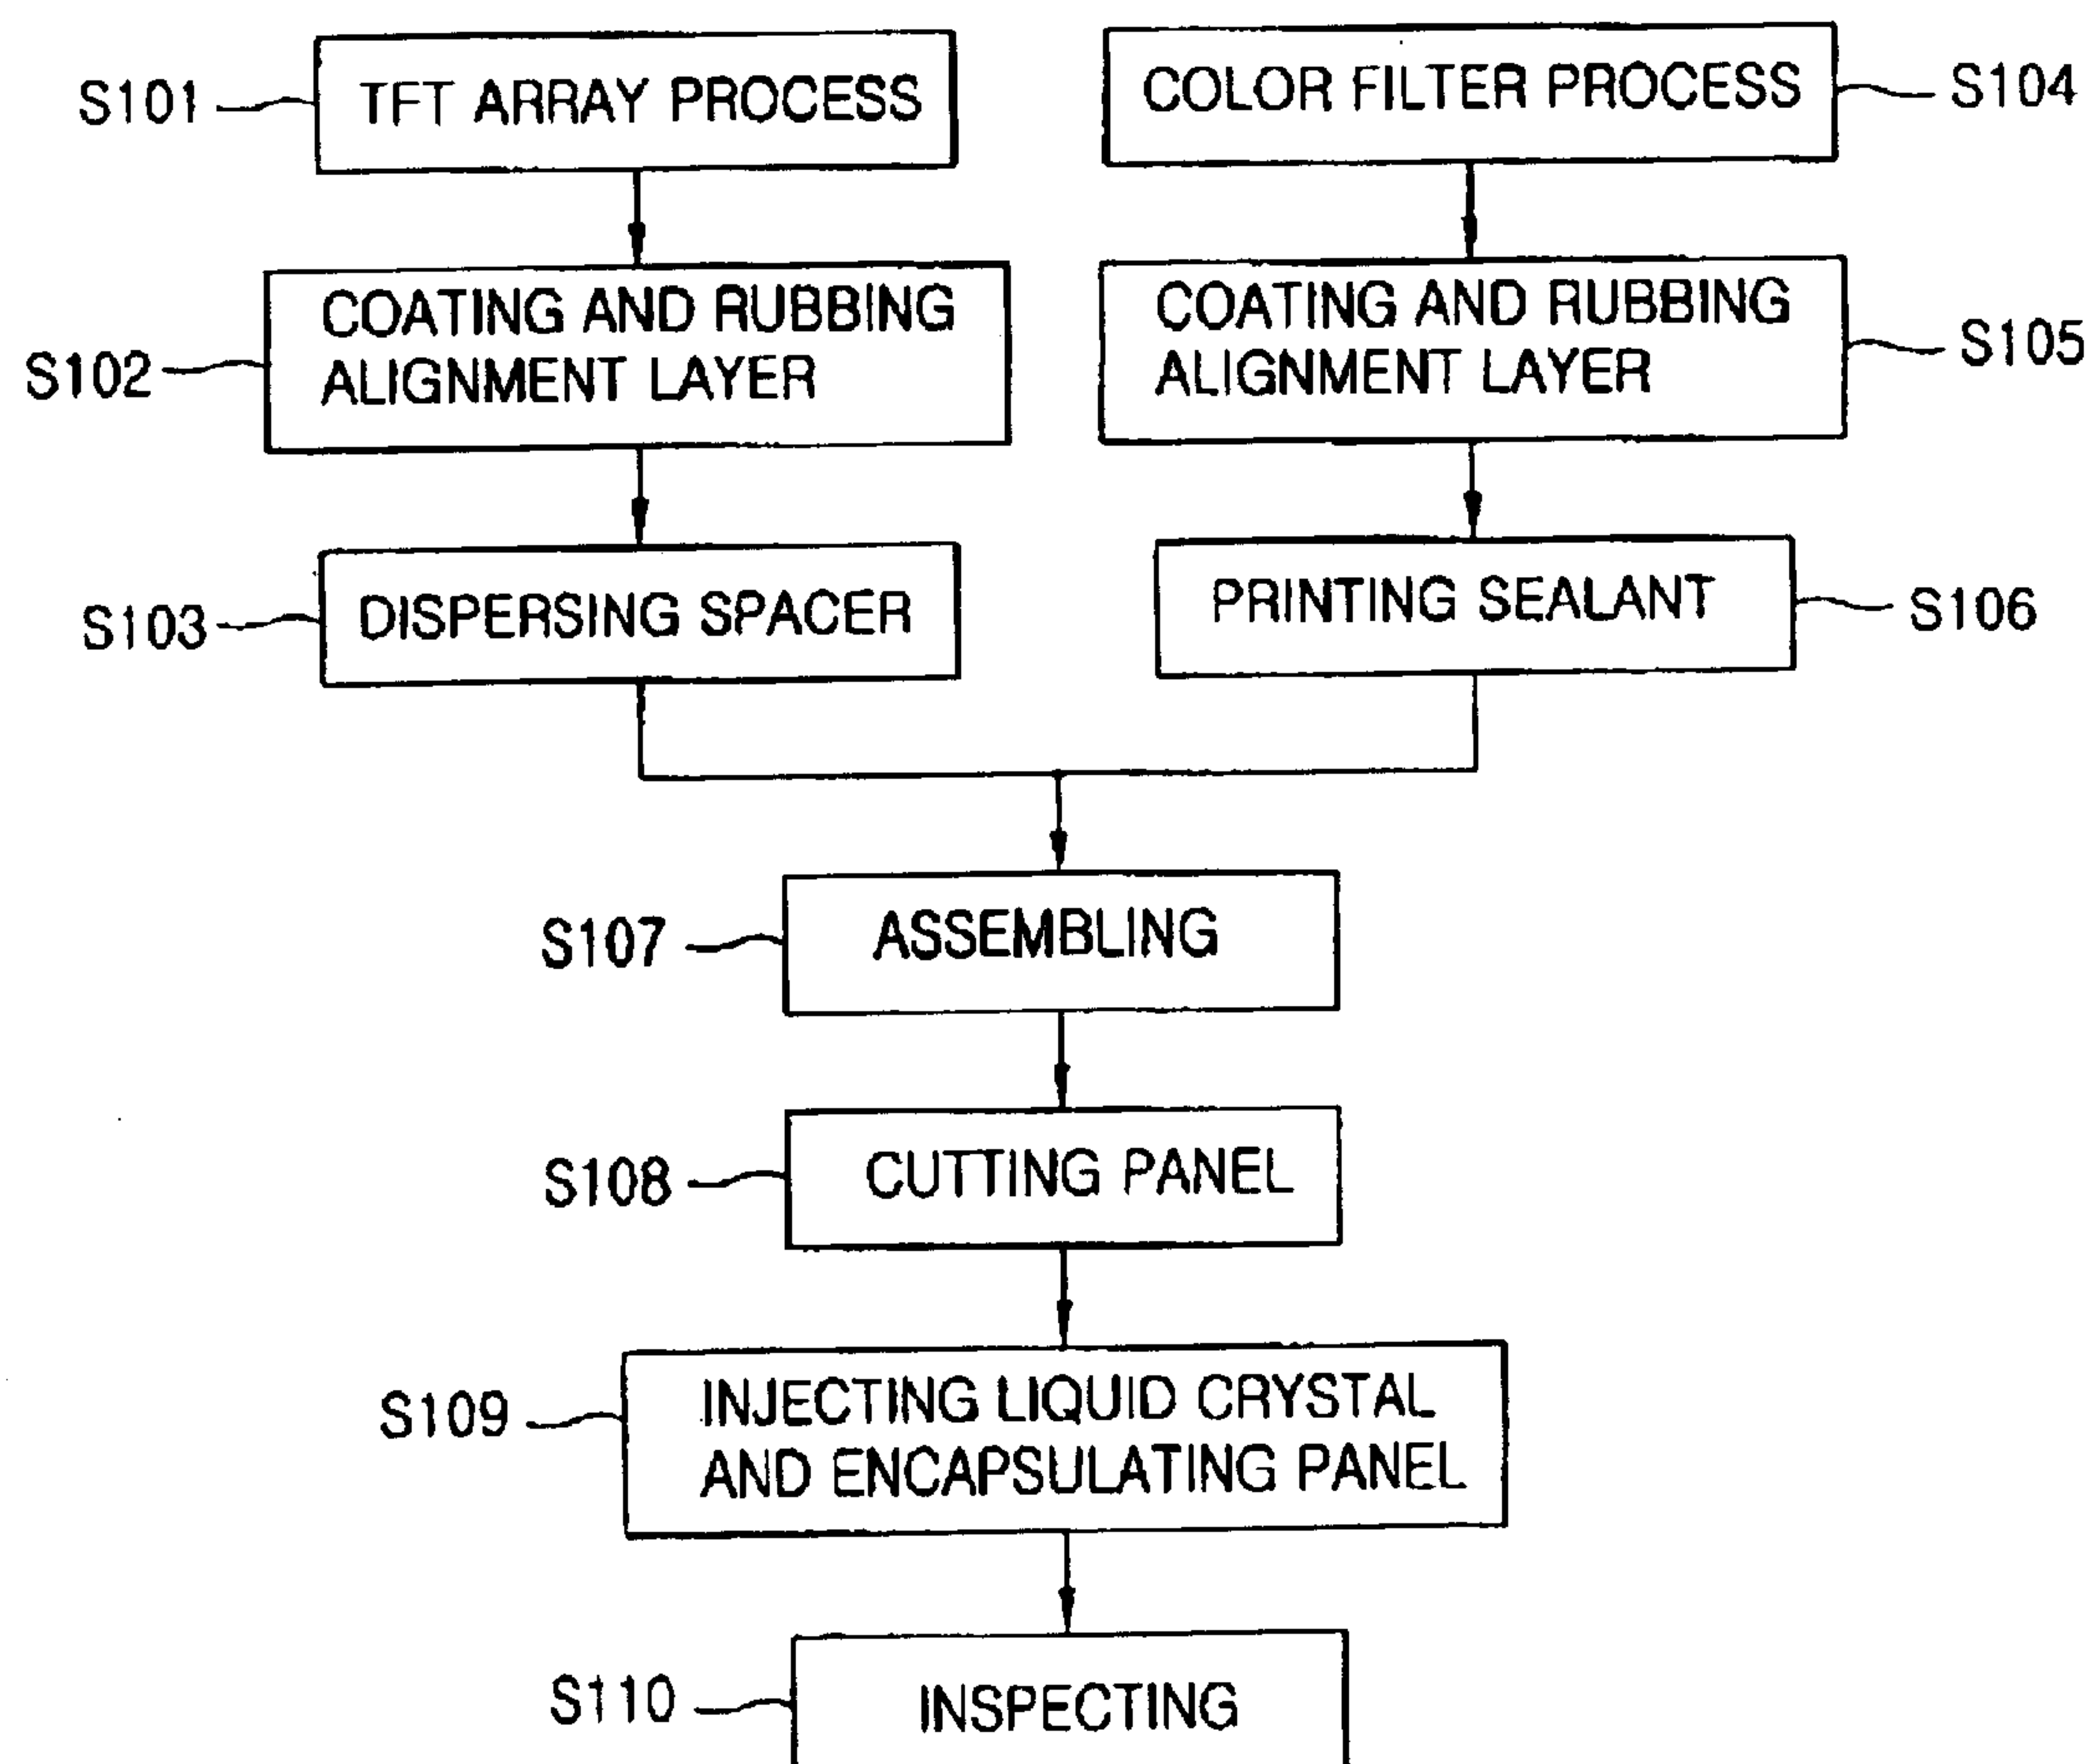 S101
TFT ARRAY PROCESS
COLOR FILTER PROCESS
S104
S102
COATING AND RUBBING
ALIGNMENT LAYER
COATING AND RUBBING
ALIGNMENT LAYER
S105
S103
DISPERSING SPACER
PRINTING SEALANT
S106
S107
ASSEMBLING
S108
CUTTING PANEL
S109
INJECTING LIQUID CRYSTAL
AND ENCAPSULATING PANEL
S110
INSPECTING